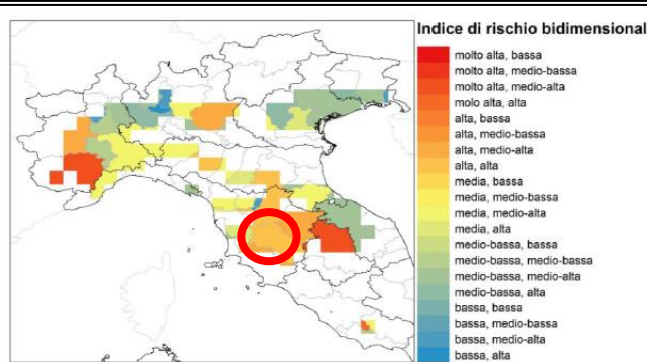 Indice di rischio bidimensional
molto alta, bassa
molto alta, medio-bassa
molto alta, medio-alta
molo alta, alta
alta, bassa
alta, medio-bassa
alta, medio-alta
alta, alta
media, bassa
media, medio-bassa
media, medio-alta
media, alta
medio-bassa, bassa
medio-bassa, medio-bassa
medio-bassa, medio-alta
medio-bassa, alta
bassa, bassa
bassa, medio-bassa
bassa, medio-alta
bassa, alta